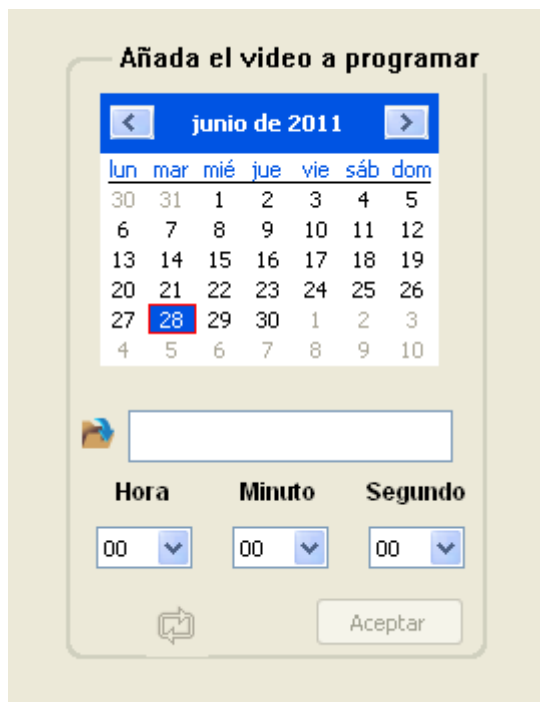 Añada el video a programar
junio de 2011
lun mar mié jue vie sáb dom
30 31 1 2 3 4 5
6 7 8 9 10 11 12
13 14 15 16 17 18 19
20 21 22 23 24 25 26
27 28 29 30 1 2 3
4 5 6 7 8 9 10
Hora Minuto Segundo
00 00 00
Aceptar